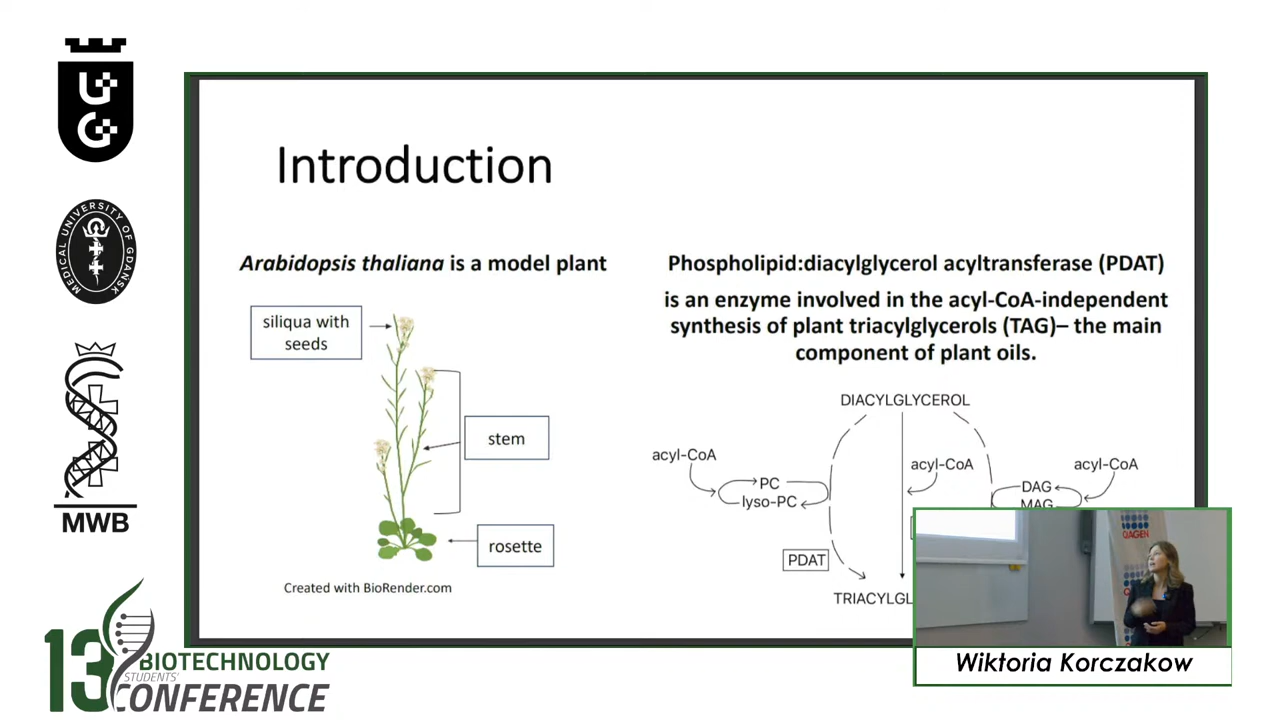 UG
MEDICAL UNIVERSITY OF GDAŃSK
MWB
13 BIOTECHNOLOGY
STUDENTS'
CONFERENCE
Introduction
Arabidopsis thaliana is a model plant
siliqua with
seeds
stem
rosette
Created with BioRender.com
Phospholipid:diacylglycerol acyltransferase (PDAT)
is an enzyme involved in the acyl-CoA-independent
synthesis of plant triacylglycerols (TAG)– the main
component of plant oils.
DIACYLGLYCEROL
acyl-CoA
acyl-CoA
acyl-CoA
PC
lyso-PC
DAG
MAG
PDAT
TRIACYLGL
QIAGEN
Wiktoria Korczakow